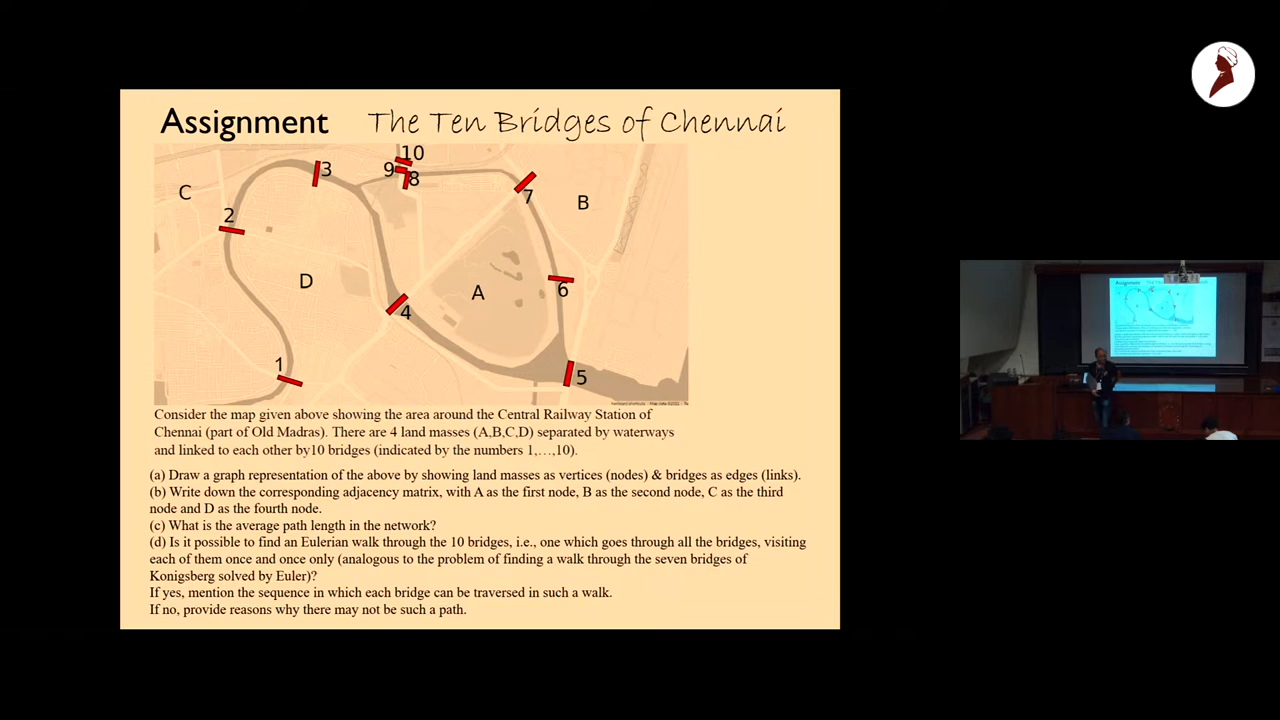 Assignment The Ten Bridges of Chennai
10
3
9
8
C
7
B
2
D
A
6
4
1
5
Consider the map given above showing the area around the Central Railway Station of
Chennai (part of Old Madras). There are 4 land masses (A,B,C,D) separated by waterways
and linked to each other by10 bridges (indicated by the numbers 1,…,10).
(a) Draw a graph representation of the above by showing land masses as vertices (nodes) & bridges as edges (links).
(b) Write down the corresponding adjacency matrix, with A as the first node, B as the second node, C as the third
node and D as the fourth node.
(c) What is the average path length in the network?
(d) Is it possible to find an Eulerian walk through the 10 bridges, i.e., one which goes through all the bridges, visiting
each of them once and once only (analogous to the problem of finding a walk through the seven bridges of
Konigsberg solved by Euler)?
If yes, mention the sequence in which each bridge can be traversed in such a walk.
If no, provide reasons why there may not be such a path.
Assignment